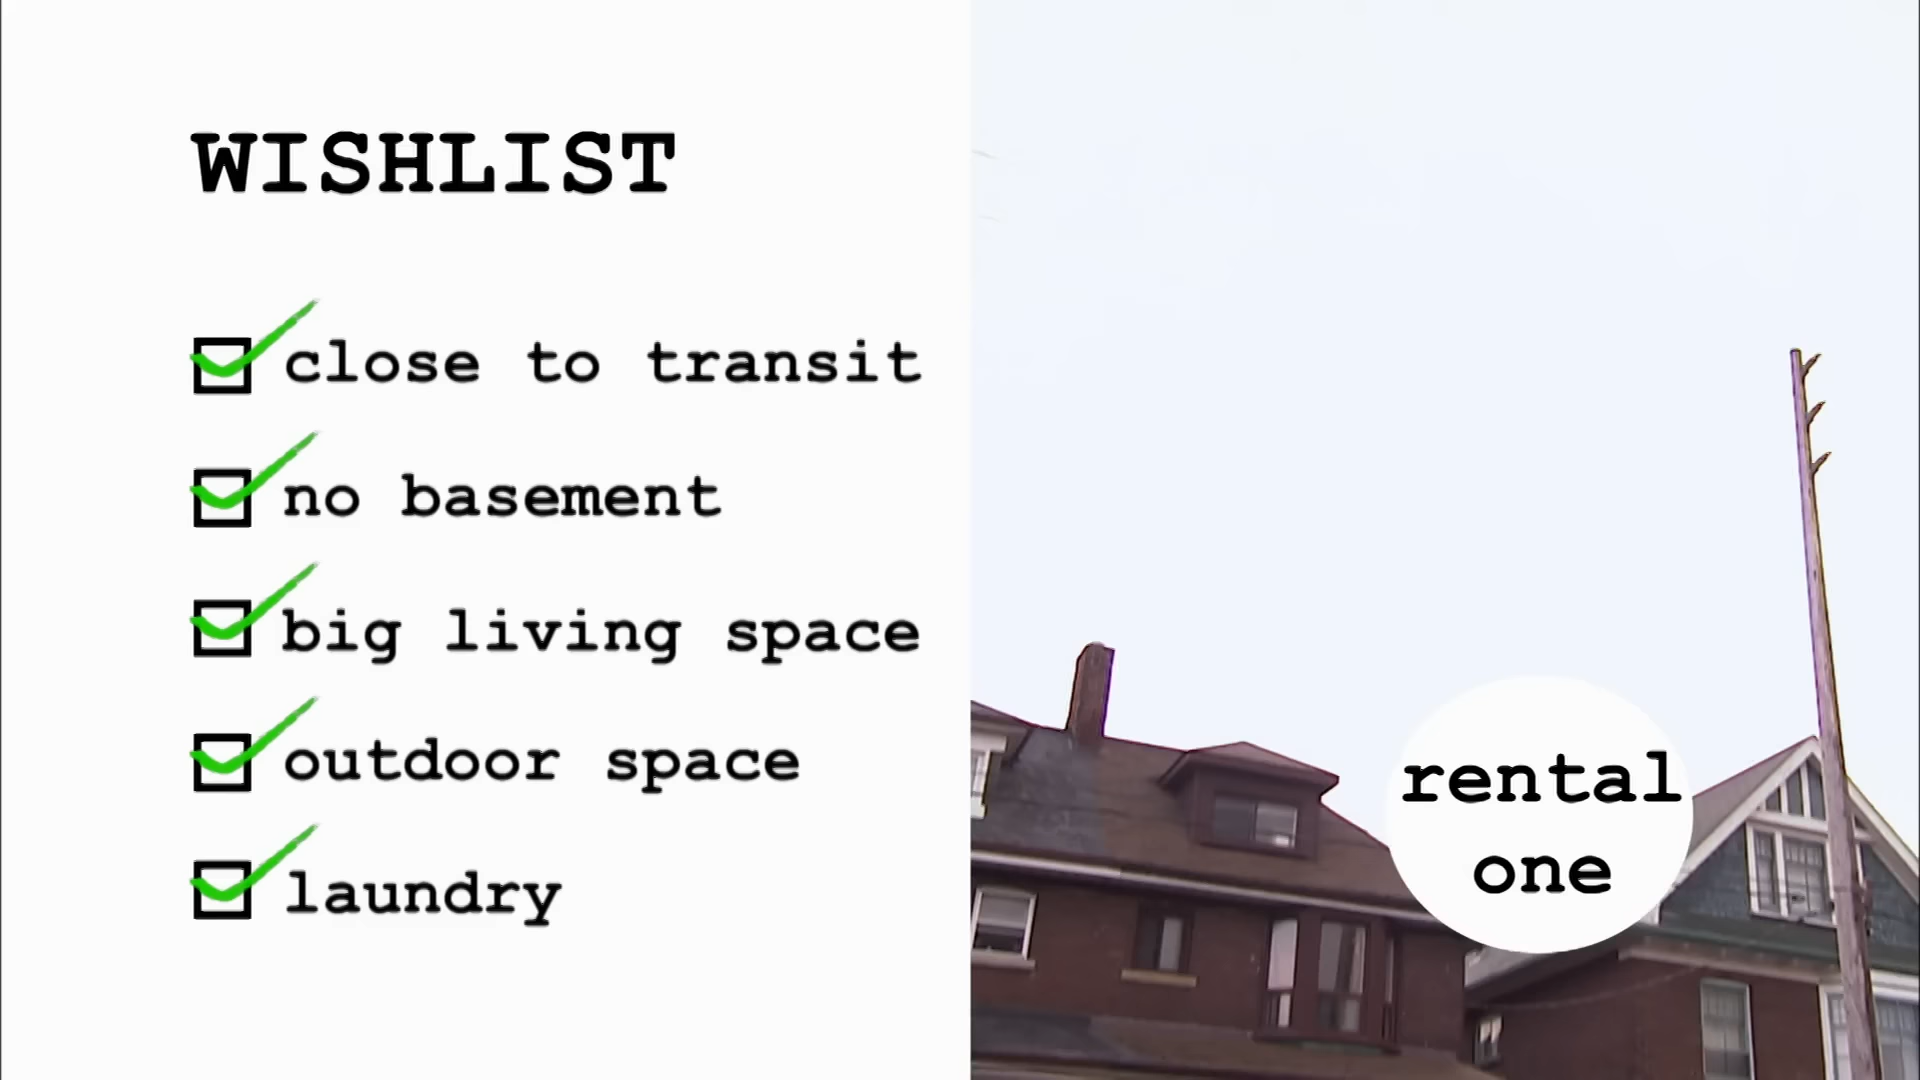 WISHLIST
close to transit
no basement
big living space
outdoor space
laundry
rental
one